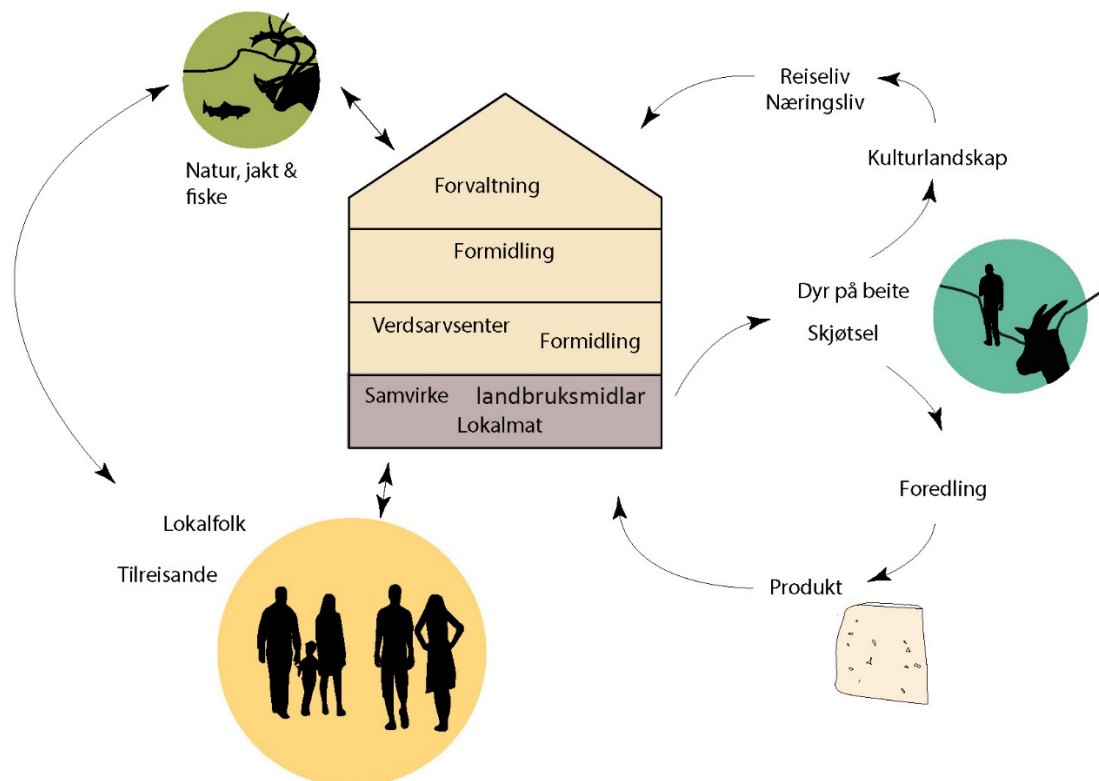 Natur, jakt &
fiske
Reiseliv
Næringsliv
Kulturlandskap
Forvaltning
Formidling
Verdsarvsenter
Formidling
Samvirke landbruksmidlar
Lokalmat
Dyr på beite
Skjøtsel
Foredling
Produkt
Lokalfolk
Tilreisande